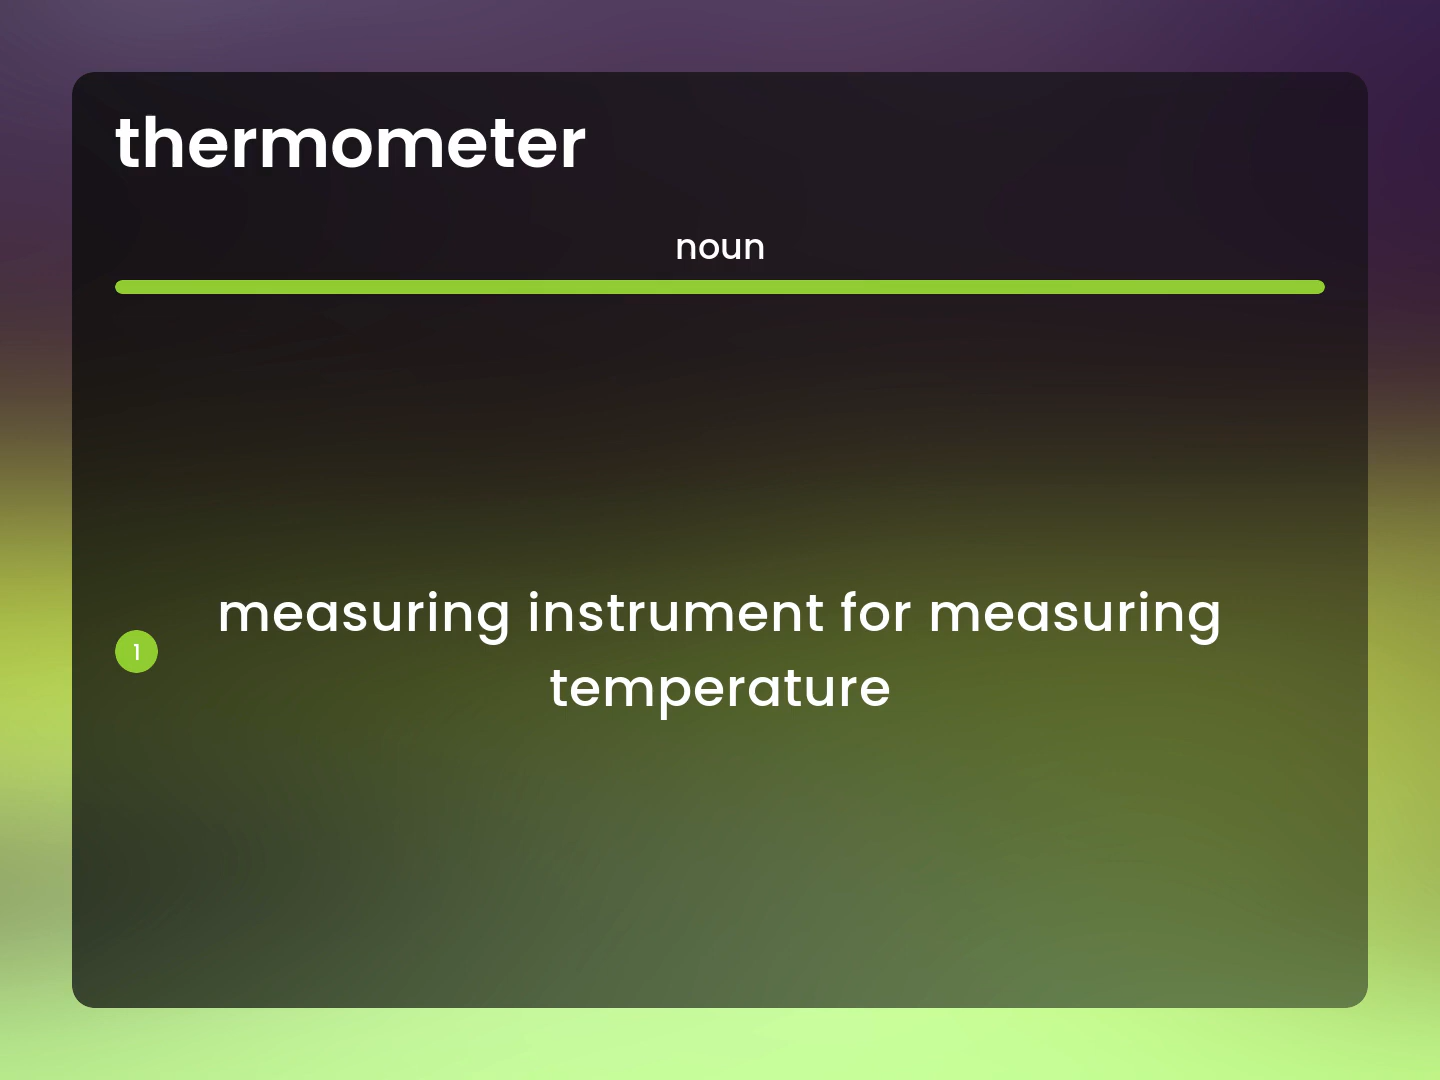 thermometer
noun
1
measuring instrument for measuring
temperature